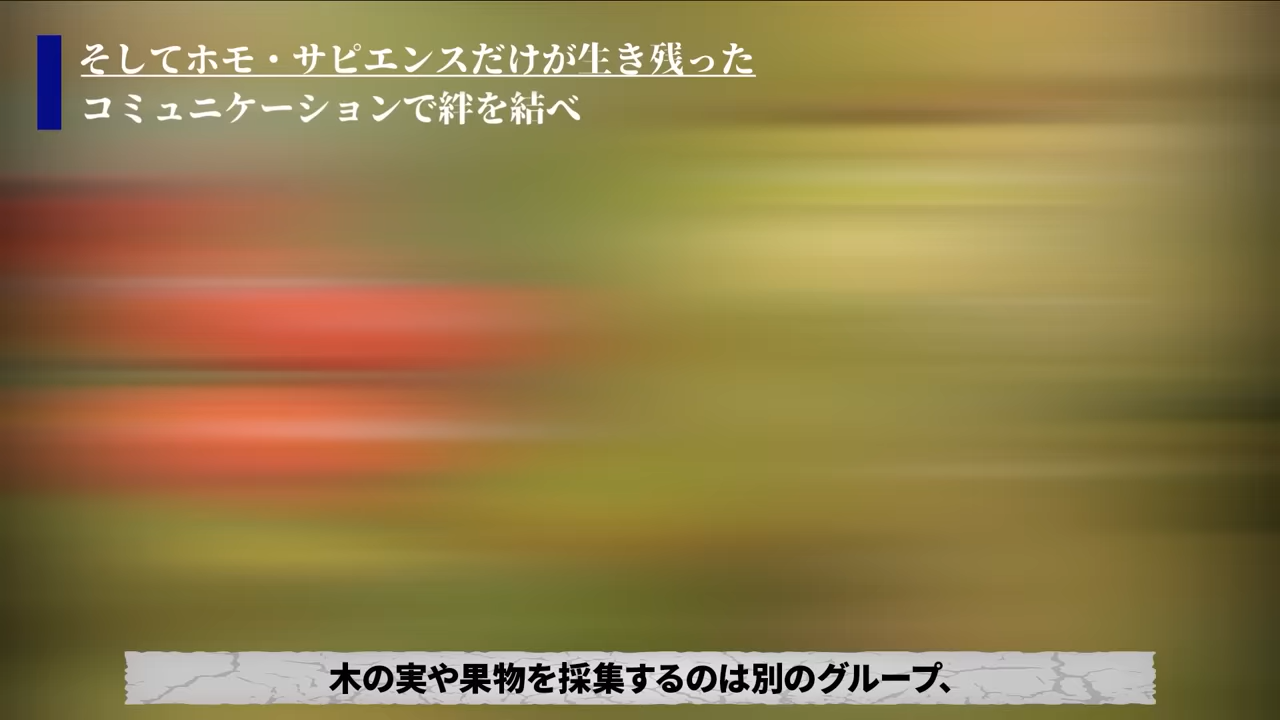 そしてホモ・サピエンスだけが生き残った
コミュニケーションで絆を結べ
木の実や果物を採集するのは別のグループ、